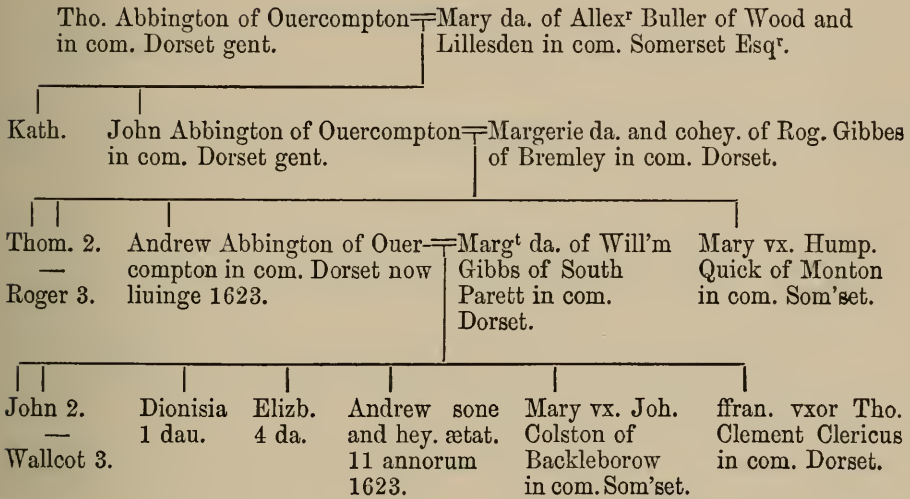 Tho. Abbington of Ouercompton
in com. Dorset gent.
Mary da. of Allexʳ Buller of Wood and
Lillesden in com. Somerset Esqʳ.
Kath.
John Abbington of Ouercompton
in com. Dorset gent.
Margerie da. and cohey. of Rog. Gibbes
of Bremley in com. Dorset.
Thom. 2.
—
Roger 3.
Andrew Abbington of Ouer-
compton in com. Dorset now
liuinge 1623.
Margᵗ da. of Will'm
Gibbs of South
Parett in com.
Dorset.
Mary vx. Hump.
Quick of Monton
in com. Som'set.
John 2.
—
Wallcot 3.
Dionisia
1 dau.
Elizb.
4 da.
Andrew sone
and hey. ætat.
11 annorum
1623.
Mary vx. Joh.
Colston of
Backleborow
in com. Som'set.
ffran. vxor Tho.
Clement Clericus
in com. Dorset.